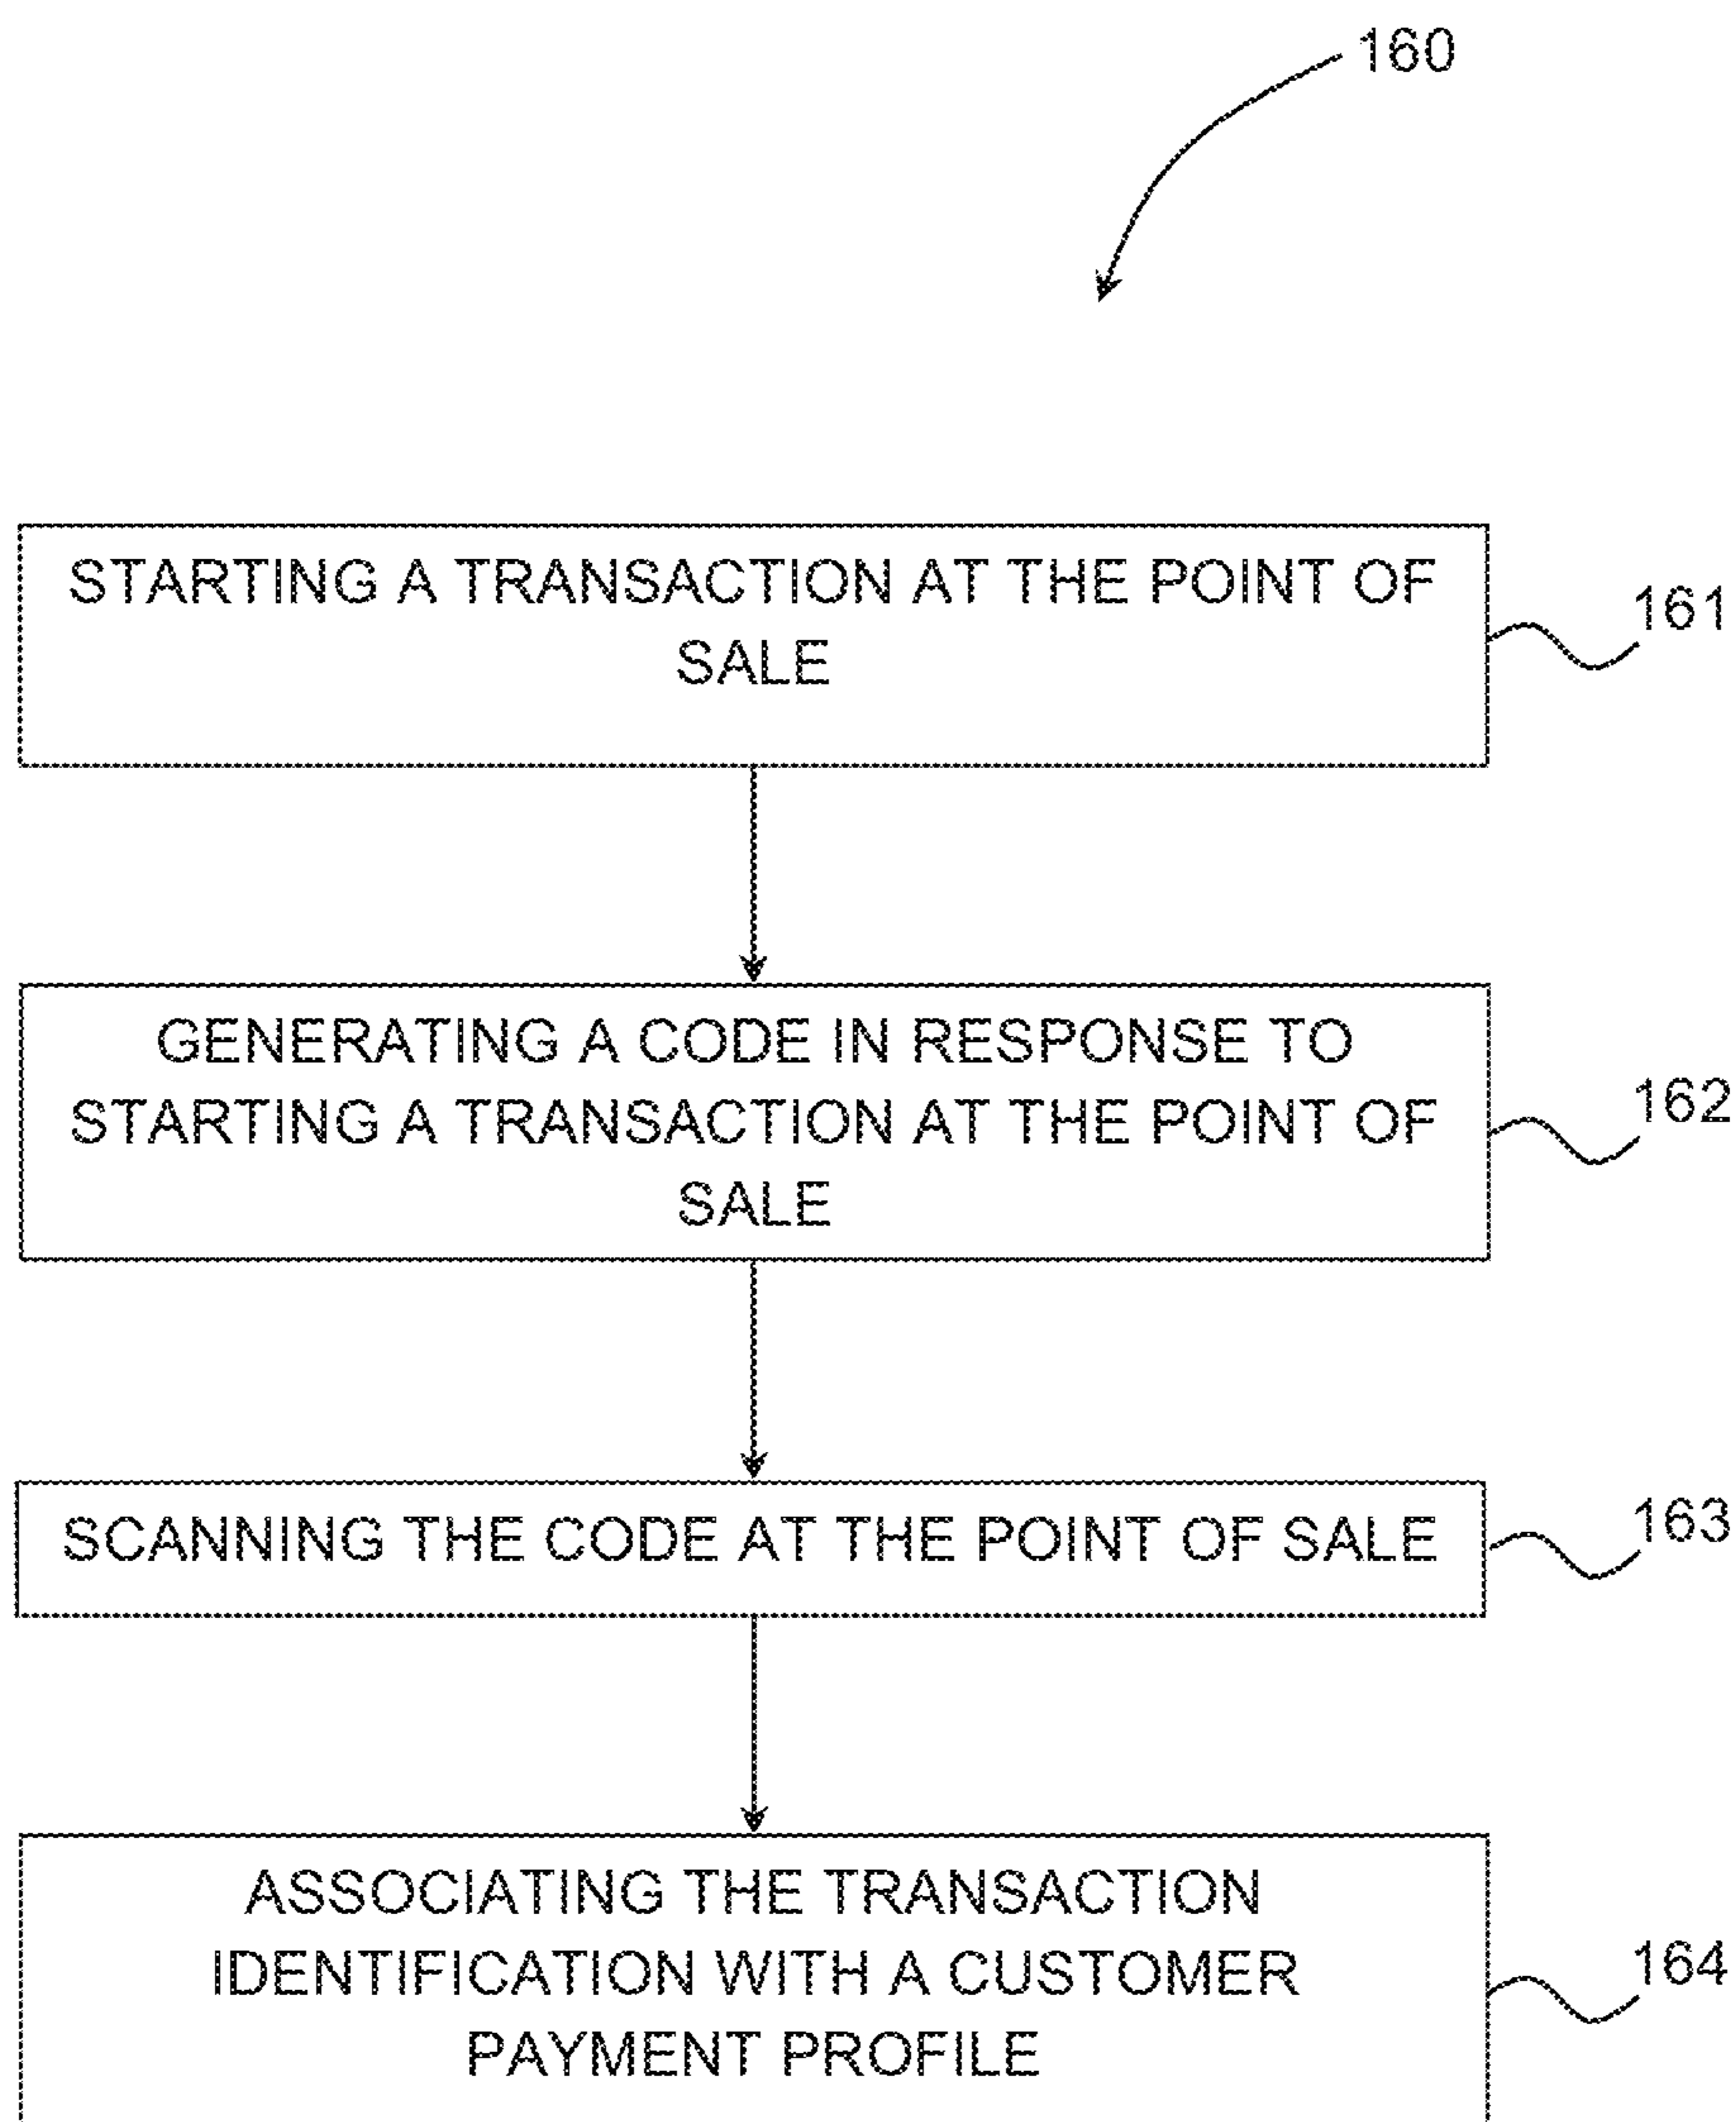 160
STARTING A TRANSACTION AT THE POINT OF
SALE
161
GENERATING A CODE IN RESPONSE TO
STARTING A TRANSACTION AT THE POINT OF
SALE
162
SCANNING THE CODE AT THE POINT OF SALE
163
ASSOCIATING THE TRANSACTION
IDENTIFICATION WITH A CUSTOMER
PAYMENT PROFILE
164